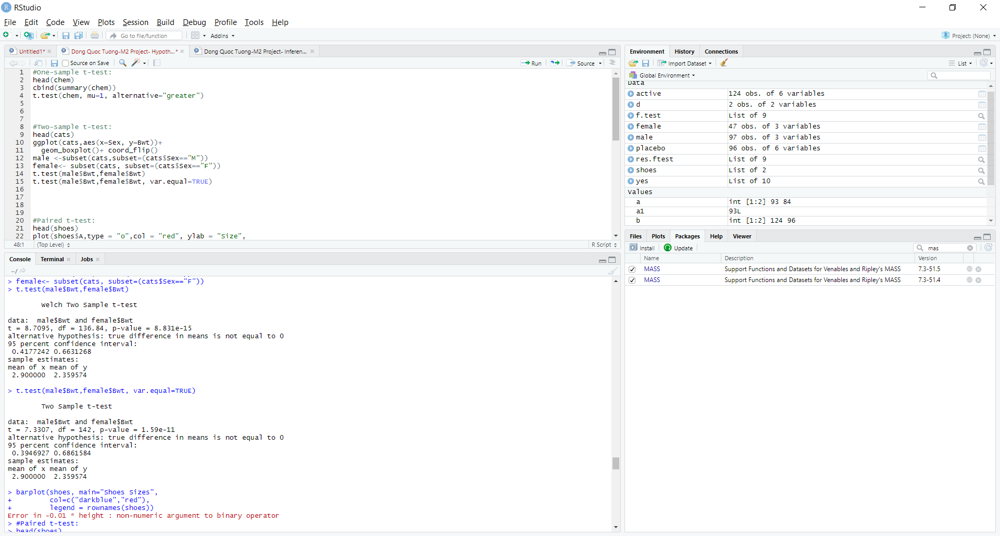 RStudio
File Edit Code View Plots Session Build Debug Profile Tools Help
Go to file/function Addins Project: (None)
Untitled1* Dong Quoc Tuong-M2 Project- Hypoth...* Dong Quoc Tuong-M2 Project- Inferen...
Source on Save Run Source
1 #One-sample t-test:
2 head(chem)
3 cbind(summary(chem))
4 t.test(chem, mu=1, alternative="greater")
5
6
7
8 #Two-sample t-test:
9 head(cats)
10 ggplot(cats,aes(x=Sex, y=Bwt))+
11 geom_boxplot()+ coord_flip()
12 male <-subset(cats,subset=(cats$Sex=="M"))
13 female<- subset(cats, subset=(cats$Sex=="F"))
14 t.test(male$Bwt,female$Bwt)
15 t.test(male$Bwt,female$Bwt, var.equal=TRUE)
16
17
18
19
20 #Paired t-test:
21 head(shoes)
22 plot(shoes$A,type = "o",col = "red", ylab = "Size",
48:1 (Top Level) R Script
Console Terminal Jobs
~/
> female<- subset(cats, subset=(cats$Sex=="F"))
> t.test(male$Bwt,female$Bwt)
Welch Two Sample t-test
data: male$Bwt and female$Bwt
t = 8.7095, df = 136.84, p-value = 8.831e-15
alternative hypothesis: true difference in means is not equal to 0
95 percent confidence interval:
0.4177242 0.6631268
sample estimates:
mean of x mean of y
2.900000 2.359574
> t.test(male$Bwt,female$Bwt, var.equal=TRUE)
Two Sample t-test
data: male$Bwt and female$Bwt
t = 7.3307, df = 142, p-value = 1.59e-11
alternative hypothesis: true difference in means is not equal to 0
95 percent confidence interval:
0.3946927 0.6861584
sample estimates:
mean of x mean of y
2.900000 2.359574
> barplot(shoes, main="Shoes Sizes",
+ col=c("darkblue","red"),
+ legend = rownames(shoes))
Error in -0.01 * height : non-numeric argument to binary operator
> #Paired t-test:
> head(shoes)
Environment History Connections
Import Dataset List
Global Environment
Data
active 124 obs. of 6 variables
d 2 obs. of 2 variables
f.test List of 9
female 47 obs. of 3 variables
male 97 obs. of 3 variables
placebo 96 obs. of 6 variables
res.ftest List of 9
shoes List of 2
yes List of 10
Values
a int [1:2] 93 84
a1 93L
b int [1:2] 124 96
Files Plots Packages Help Viewer
Install Update mas
Name Description Version
MASS Support Functions and Datasets for Venables and Ripley's MASS 7.3-51.5
MASS Support Functions and Datasets for Venables and Ripley's MASS 7.3-51.4